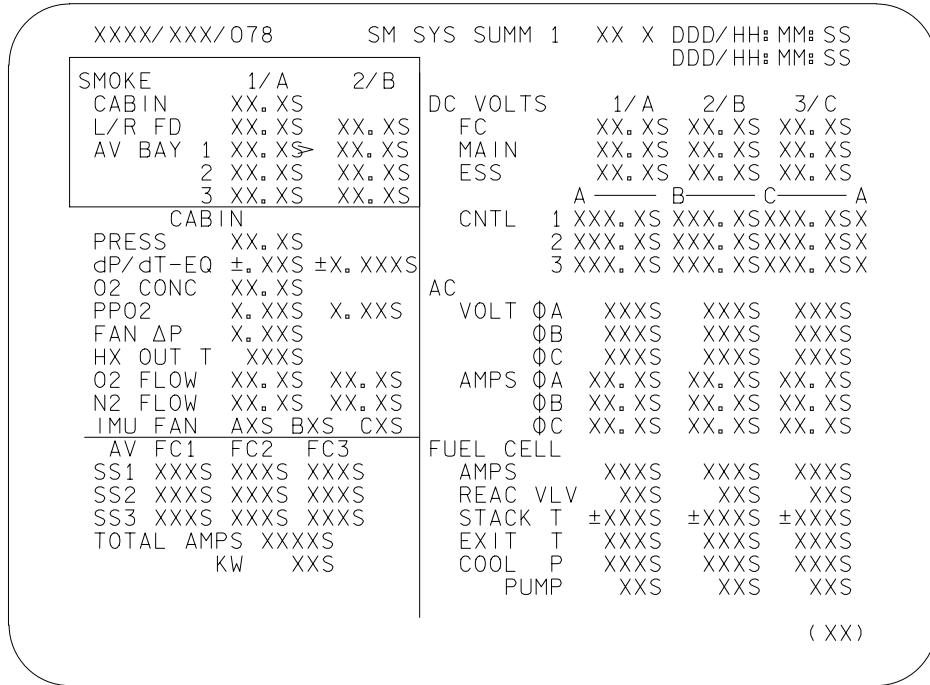 XXXX/XXX/078 SM SYS SUMM 1 XX X DDD/HH:MM:SS
DDD/HH:MM:SS
SMOKE 1/A 2/B
CABIN XX.XS
L/R FD XX.XS XX.XS
AV BAY 1 XX.XS> XX.XS
2 XX.XS XX.XS
3 XX.XS XX.XS
CABIN
PRESS XX.XS
dP/dT-EQ ±.XXS ±X.XXXS
O2 CONC XX.XS
PPO2 X.XXS X.XXS
FAN ΔP X.XXS
HX OUT T XXXS
O2 FLOW XX.XS XX.XS
N2 FLOW XX.XS XX.XS
IMU FAN AXS BXS CXS
AV FC1 FC2 FC3
SS1 XXXS XXXS XXXS
SS2 XXXS XXXS XXXS
SS3 XXXS XXXS XXXS
TOTAL AMPS XXXXS
KW XXS
DC VOLTS 1/A 2/B 3/C
FC XX.XS XX.XS XX.XS
MAIN XX.XS XX.XS XX.XS
ESS XX.XS XX.XS XX.XS
A B C A
CNTL 1 XXX.XS XXX.XSXXX.XSX
2 XXX.XS XXX.XSXXX.XSX
3 XXX.XS XXX.XSXXX.XSX
AC
VOLT ΦA XXXS XXXS XXXS
ΦB XXXS XXXS XXXS
ΦC XXXS XXXS XXXS
AMPS ΦA XX.XS XX.XS XX.XS
ΦB XX.XS XX.XS XX.XS
ΦC XX.XS XX.XS XX.XS
FUEL CELL
AMPS XXXS XXXS XXXS
REAC VLV XXS XXS XXS
STACK T ±XXXS ±XXXS ±XXXS
EXIT T XXXS XXXS XXXS
COOL P XXXS XXXS XXXS
PUMP XXS XXS XXS
(XX)